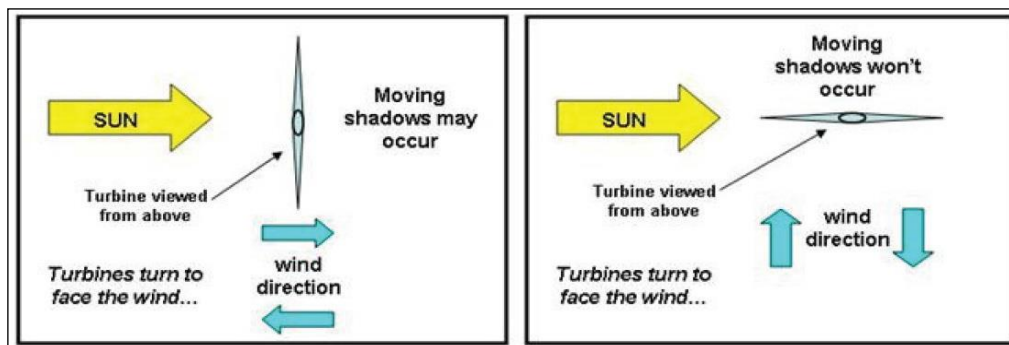 SUN
Moving
shadows may
occur
Turbine viewed
from above
wind
direction
Turbines turn to
face the wind...
Moving
shadows won't
occur
SUN
Turbine viewed
from above
wind
direction
Turbines turn to
face the wind...